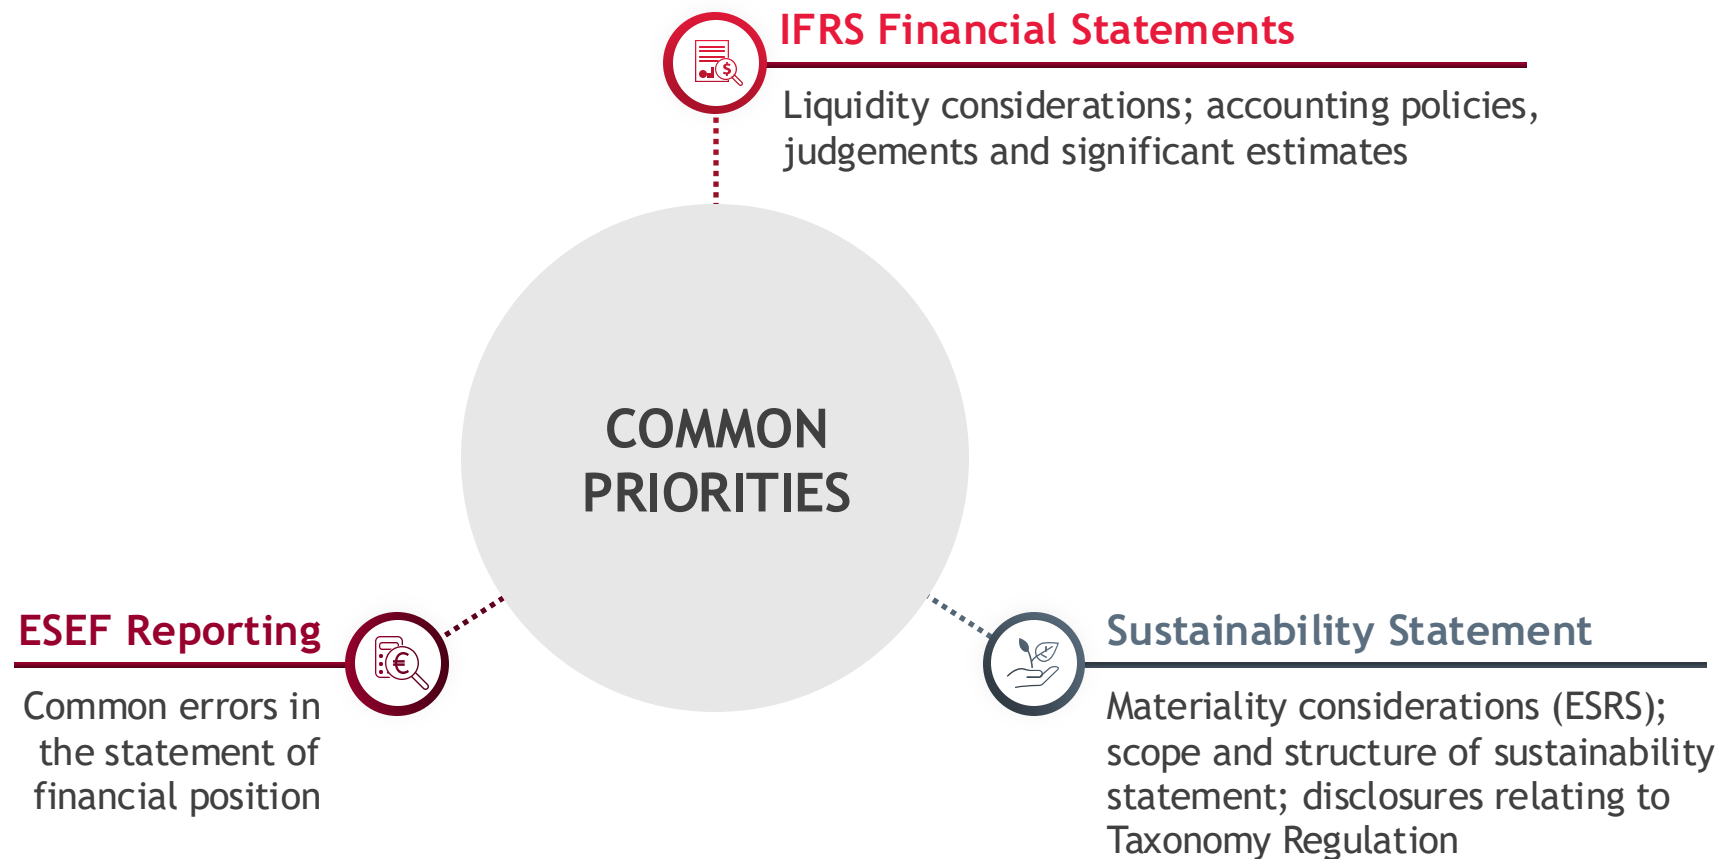 IFRS Financial Statements
Liquidity considerations; accounting policies,
judgements and significant estimates
COMMON
PRIORITIES
ESEF Reporting
Common errors in
the statement of
financial position
Sustainability Statement
Materiality considerations (ESRS);
scope and structure of sustainability
statement; disclosures relating to
Taxonomy Regulation